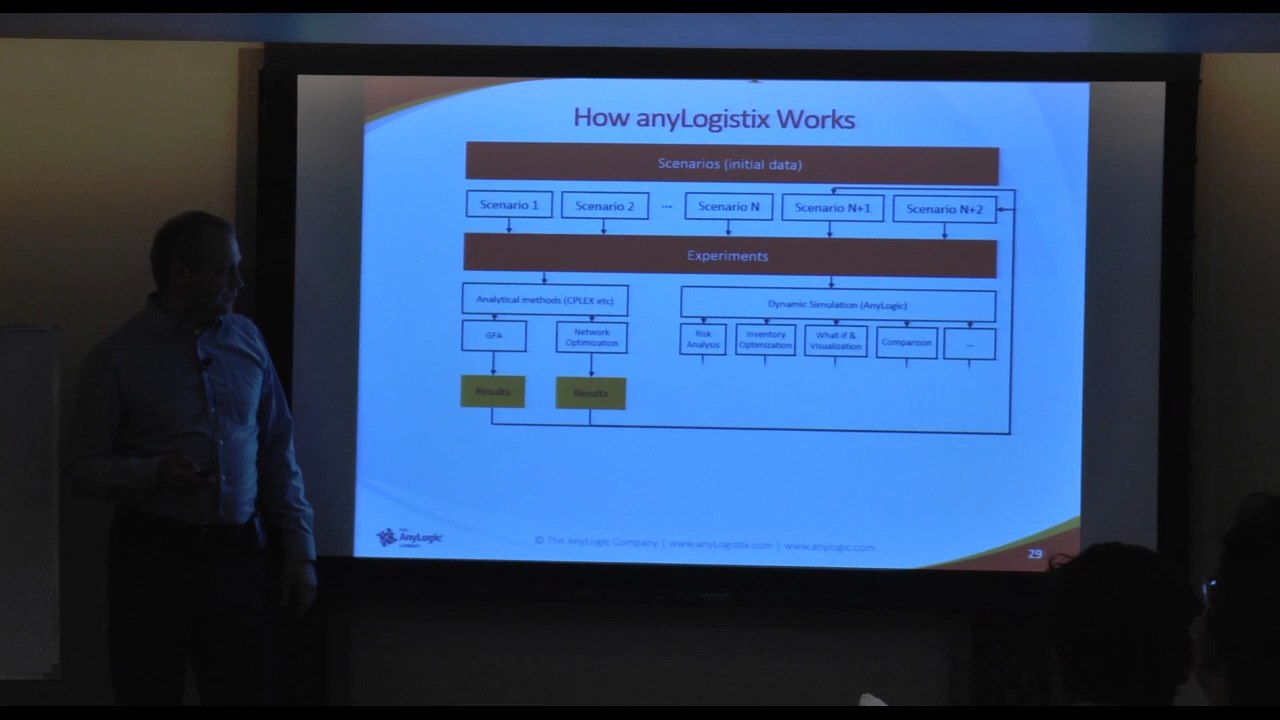 How anyLogistix Works
Scenarios (initial data)
Scenario 1
Scenario 2
...
Scenario N
Scenario N+1
Scenario N+2
Experiments
Analytical methods (CPLEX etc)
Dynamic Simulation (AnyLogic)
GFA
Network
Optimization
Risk
Analysis
Inventory
Optimization
What-if &
Visualization
Comparison
...
Results
Results
THE
AnyLogic
COMPANY
© The AnyLogic Company | www.anyLogistix.com | www.anylogic.com
29